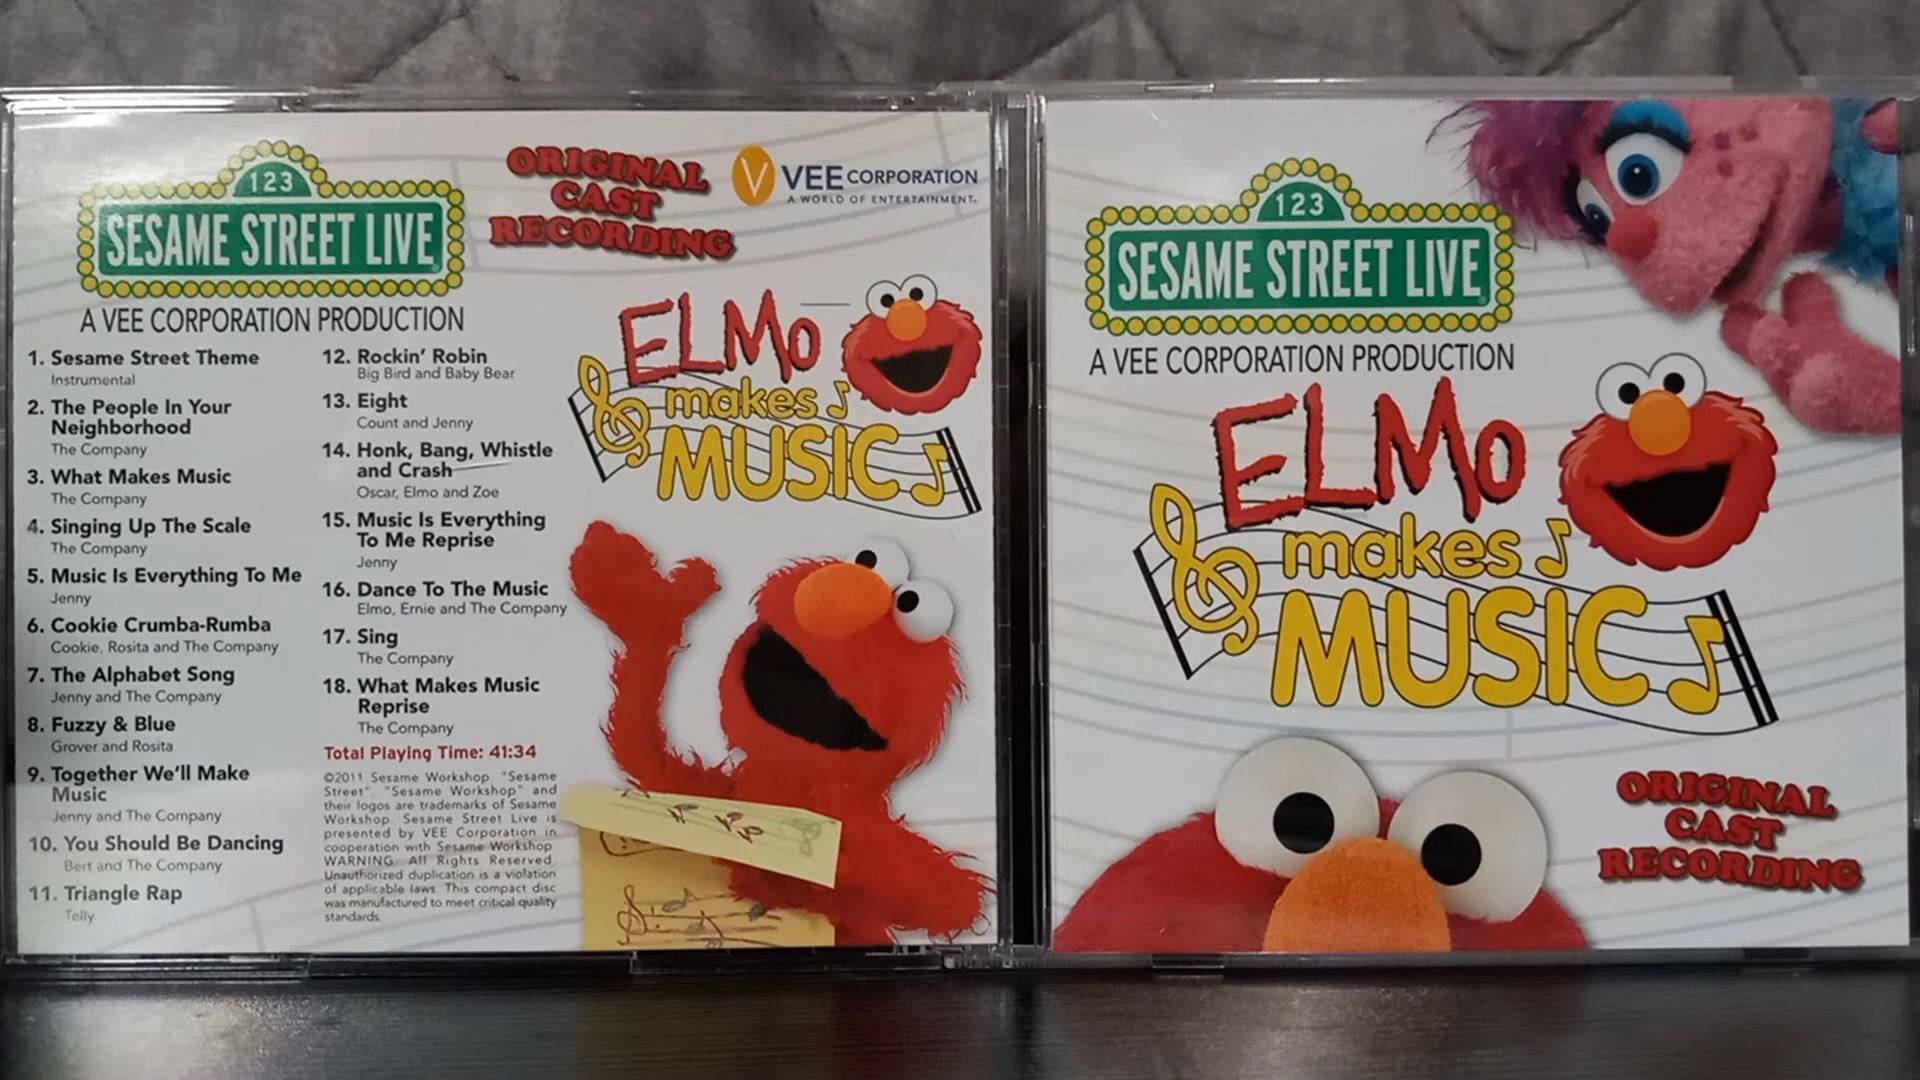 123
SESAME STREET LIVE
A VEE CORPORATION PRODUCTION
ORIGINAL
CAST
RECORDING
V VEE CORPORATION
A WORLD OF ENTERTAINMENT
ELMO
makes
MUSIC
1. Sesame Street Theme
Instrumental
2. The People In Your
Neighborhood
The Company
3. What Makes Music
The Company
4. Singing Up The Scale
The Company
5. Music Is Everything To Me
Jenny
6. Cookie Crumba-Rumba
Cookie, Rosita and The Company
7. The Alphabet Song
Jenny and The Company
8. Fuzzy & Blue
Grover and Rosita
9. Together We'll Make
Music
Jenny and The Company
10. You Should Be Dancing
Bert and The Company
11. Triangle Rap
Telly
12. Rockin' Robin
Big Bird and Baby Bear
13. Eight
Count and Jenny
14. Honk, Bang, Whistle
and Crash
Oscar, Elmo and Zoe
15. Music Is Everything
To Me Reprise
Jenny
16. Dance To The Music
Elmo, Ernie and The Company
17. Sing
The Company
18. What Makes Music
Reprise
The Company
Total Playing Time: 41:34
©2011 Sesame Workshop. "Sesame
Street", "Sesame Workshop" and
their logos are trademarks of Sesame
Workshop. Sesame Street Live is
presented by VEE Corporation in
cooperation with Sesame Workshop.
WARNING: All Rights Reserved.
Unauthorized duplication is a violation
of applicable laws. This compact disc
was manufactured to meet critical quality
standards.
123
SESAME STREET LIVE
A VEE CORPORATION PRODUCTION
ELMO
makes
MUSIC
ORIGINAL
CAST
RECORDING